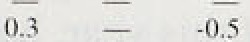 — — —
0.3 — -0.5